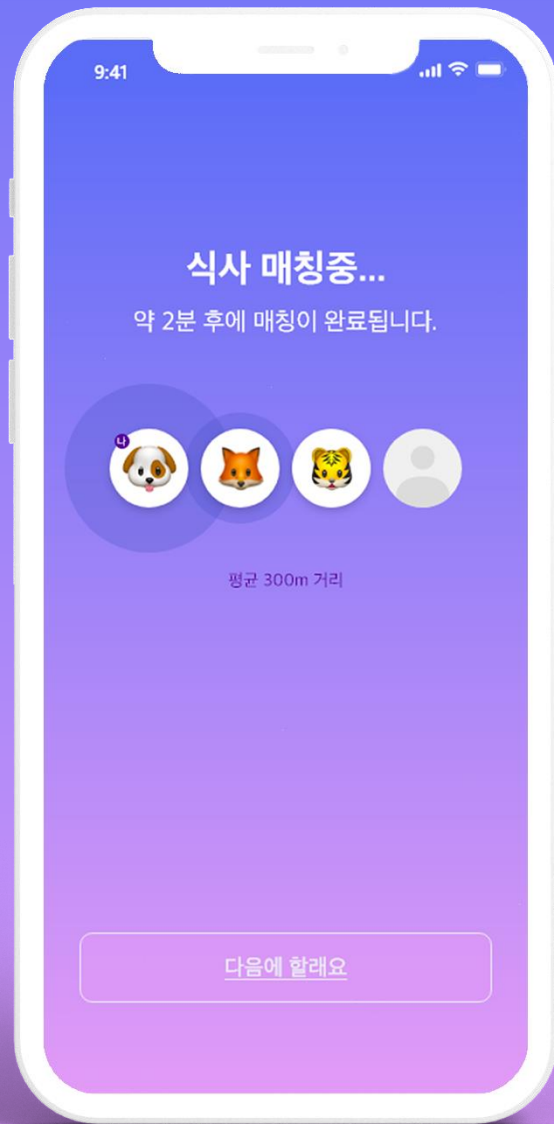 9:41
식사 매칭중...
약 2분 후에 매칭이 완료됩니다.
나
평균 300m 거리
다음에 할래요